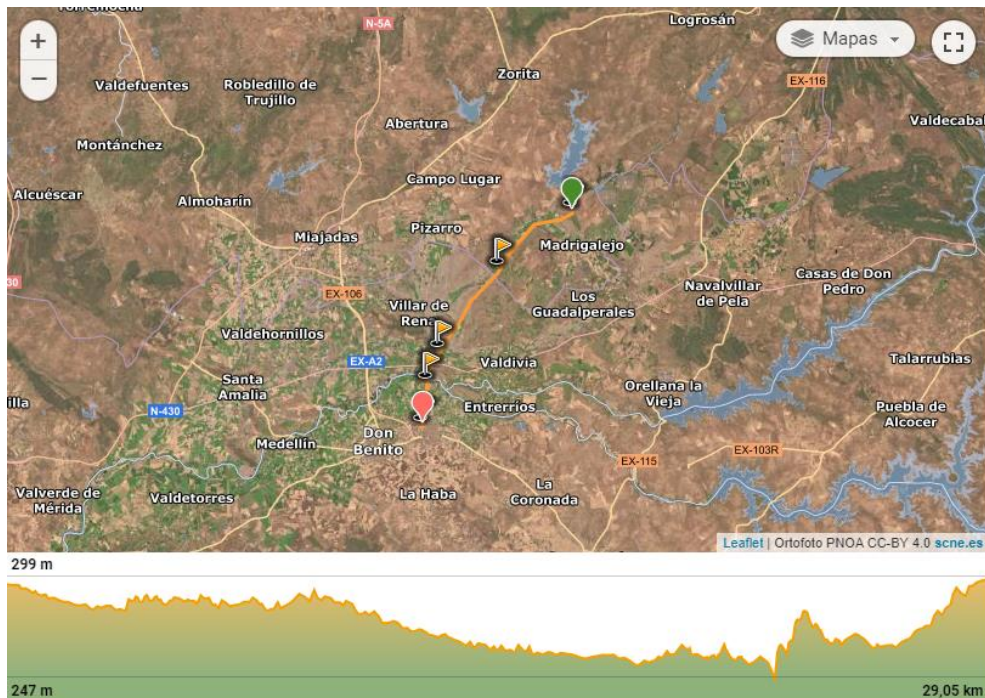 N-5A
Logrosán
+
Mapas
−
Zorita
Valdefuentes
Robledillo de
Trujillo
EX-116
Abertura
Valdecabal
Montánchez
Campo Lugar
Alcuéscar
Almoharín
Pizarro
Miajadas
Madrigalejo
30
Casas de Don
Pedro
EX-106
Navalvillar
de Pela
Los
Guadalperales
Villar de
Rena
Valdehornillos
EX-A2
Valdivia
Talarrubias
Santa
Amalia
Orellana la
Vieja
illa
N-430
Entrerríos
Puebla de
Alcocer
Don
Benito
Medellín
EX-103R
EX-115
Valverde de
Mérida
Valdetorres
La Haba
La
Coronada
Leaflet | Ortofoto PNOA CC-BY 4.0 scne.es
299 m
247 m
29,05 km